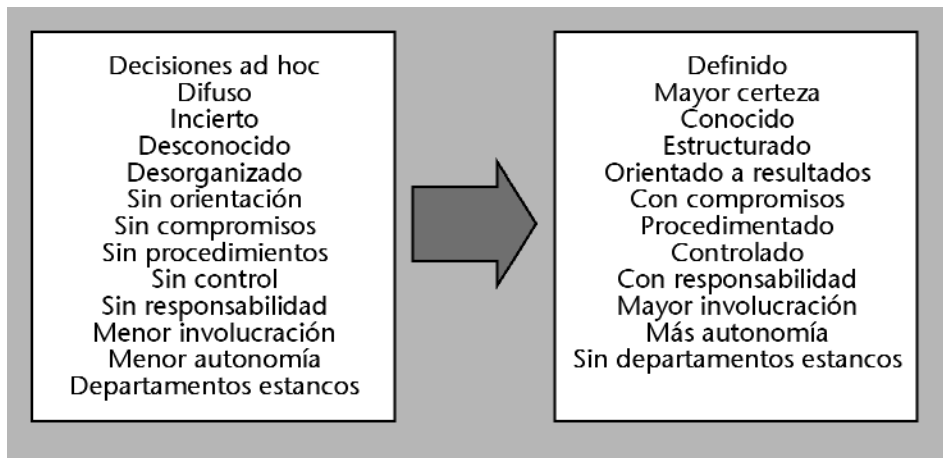 Decisiones ad hoc
Difuso
Incierto
Desconocido
Desorganizado
Sin orientación
Sin compromisos
Sin procedimientos
Sin control
Sin responsabilidad
Menor involucración
Menor autonomía
Departamentos estancos
Definido
Mayor certeza
Conocido
Estructurado
Orientado a resultados
Con compromisos
Procedimentado
Controlado
Con responsabilidad
Mayor involucración
Más autonomía
Sin departamentos estancos